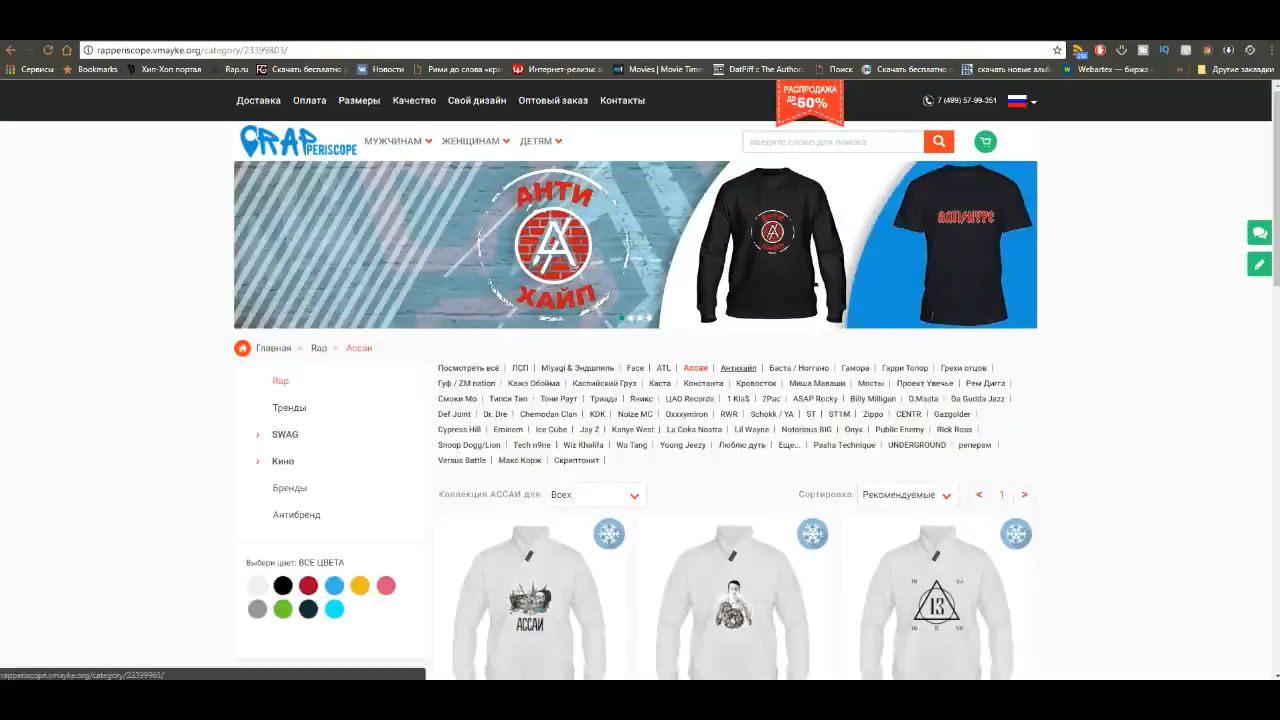 rapperiscope.vmayke.org/category/23399803/
Сервисы Bookmarks Хип-Хоп портал Rap.ru Скачать бесплатно Новости Рими до слова «кра Интернет-релизы Movies | Movie Time DatPiff :: The Author Поиск Скачать бесплатно скачать новые альб Webartex — биржа Другие закладки
Доставка Оплата Размеры Качество Свой дизайн Оптовый заказ Контакты
РАСПРОДАЖА
ДО -50%
7 (499) 57-99-351
RAP PERISCOPE МУЖЧИНАМ ЖЕНЩИНАМ ДЕТЯМ введите слово для поиска
АНТИ
ХАЙП
АНТИ
ХАЙП
ANTIHYPE
Главная > Rap > Ассаи
Rap
Тренды
SWAG
Кино
Бренды
Антибренд
Выбери цвет: ВСЕ ЦВЕТА
Посмотреть всё | ЛСП | Miyagi & Эндшпиль | Face | ATL | Ассаи | Антихайп | Баста / Ноггано | Гамора | Гарри Топор | Грехи отцов |
Гуф / ZM nation | Кажэ Обойма | Каспийский Груз | Каста | Константа | Кровосток | Миша Маваши | Мосты | Проект Увечье | Рем Дигга |
Смоки Мо | Типси Тип | Тони Раут | Триада | Яникс | ЦАО Records | 1 Kla$ | 2Pac | ASAP Rocky | Billy Milligan | D.Masta | Da Gudda Jazz |
Def Joint | Dr. Dre | Chemodan Clan | KDK | Noize MC | Oxxxymiron | RWR | Schokk / YA | ST | ST1M | Zippo | CENTR | Gazgolder |
Cypress Hill | Eminem | Ice Cube | Jay Z | Kanye West | La Coka Nostra | Lil Wayne | Notorious BIG | Onyx | Public Enemy | Rick Ross |
Snoop Dogg/Lion | Tech n9ne | Wiz Khalifa | Wu Tang | Young Jeezy | Люблю дуть | Еще... | Pasha Technique | UNDERGROUND | реперам |
Versus Battle | Макс Корж | Скриптонит |
Коллекция АССАИ для Всех Сортировка Рекомендуемые < 1 >
АССАИ
13
rapperiscope.vmayke.org/category/23399961/